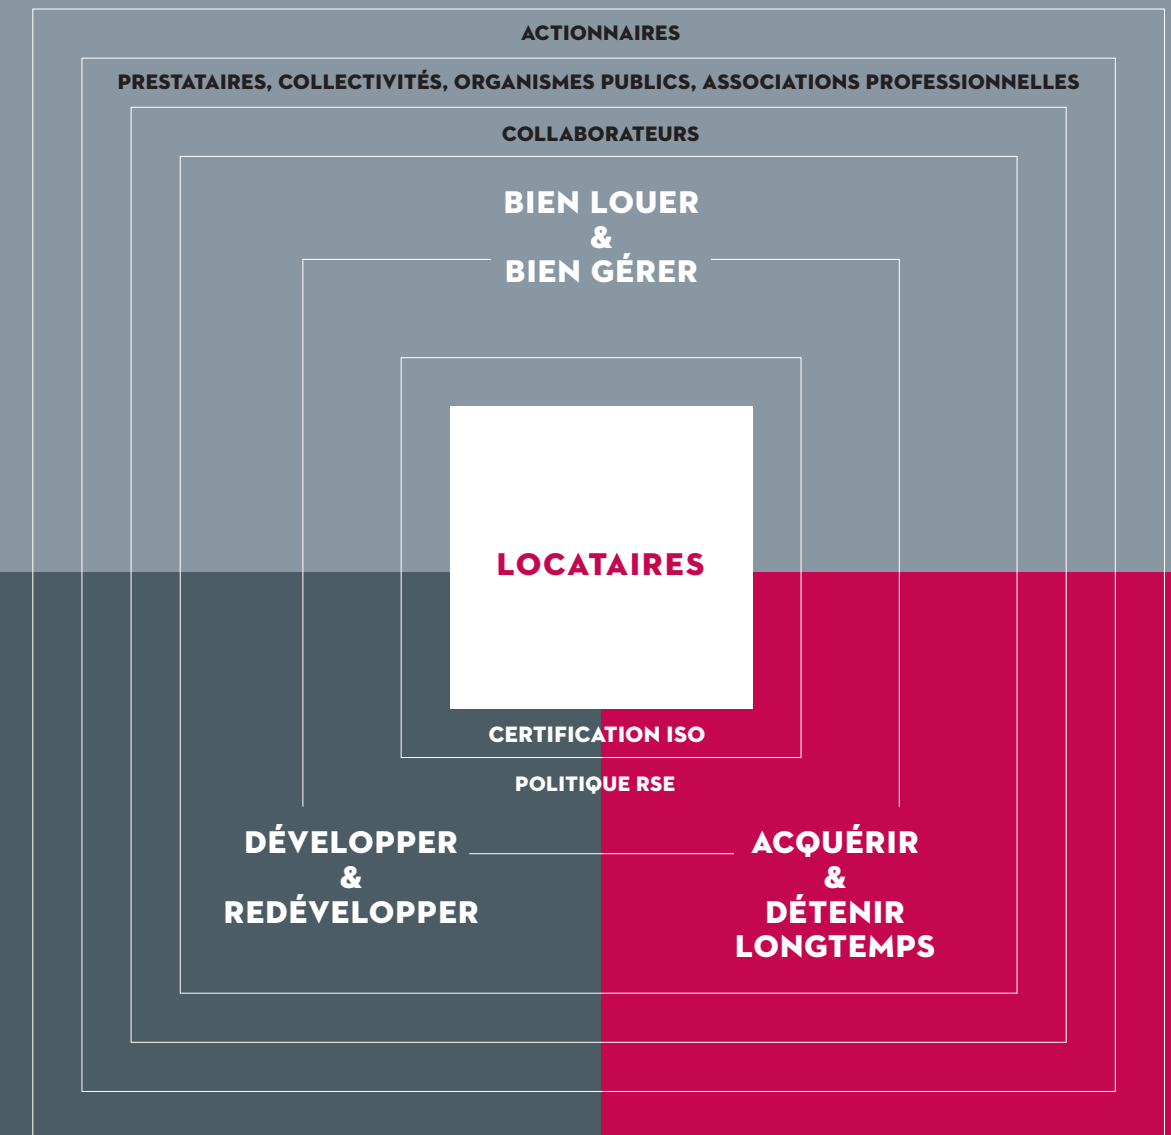 ACTIONNAIRES
PRESTATAIRES, COLLECTIVITÉS, ORGANISMES PUBLICS, ASSOCIATIONS PROFESSIONNELLES
COLLABORATEURS
BIEN LOUER
&
BIEN GÉRER
LOCATAIRES
CERTIFICATION ISO
POLITIQUE RSE
DÉVELOPPER
&
REDÉVELOPPER
ACQUÉRIR
&
DÉTENIR
LONGTEMPS